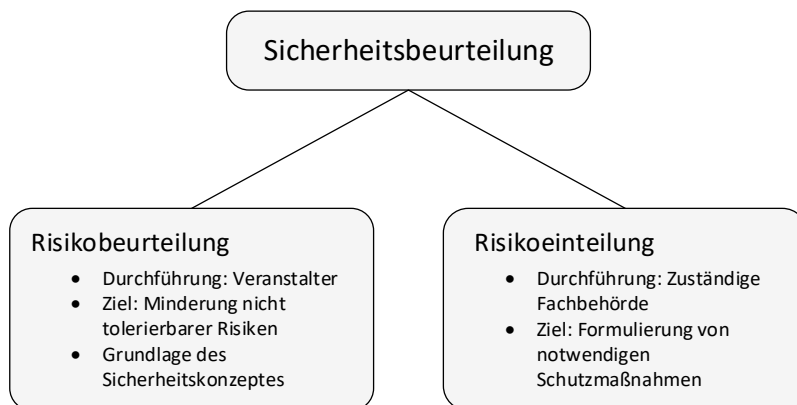 Sicherheitsbeurteilung
Risikobeurteilung
• Durchführung: Veranstalter
• Ziel: Minderung nicht
tolerierbarer Risiken
• Grundlage des
Sicherheitskonzeptes
Risikoeinteilung
• Durchführung: Zuständige
Fachbehörde
• Ziel: Formulierung von
notwendigen
Schutzmaßnahmen